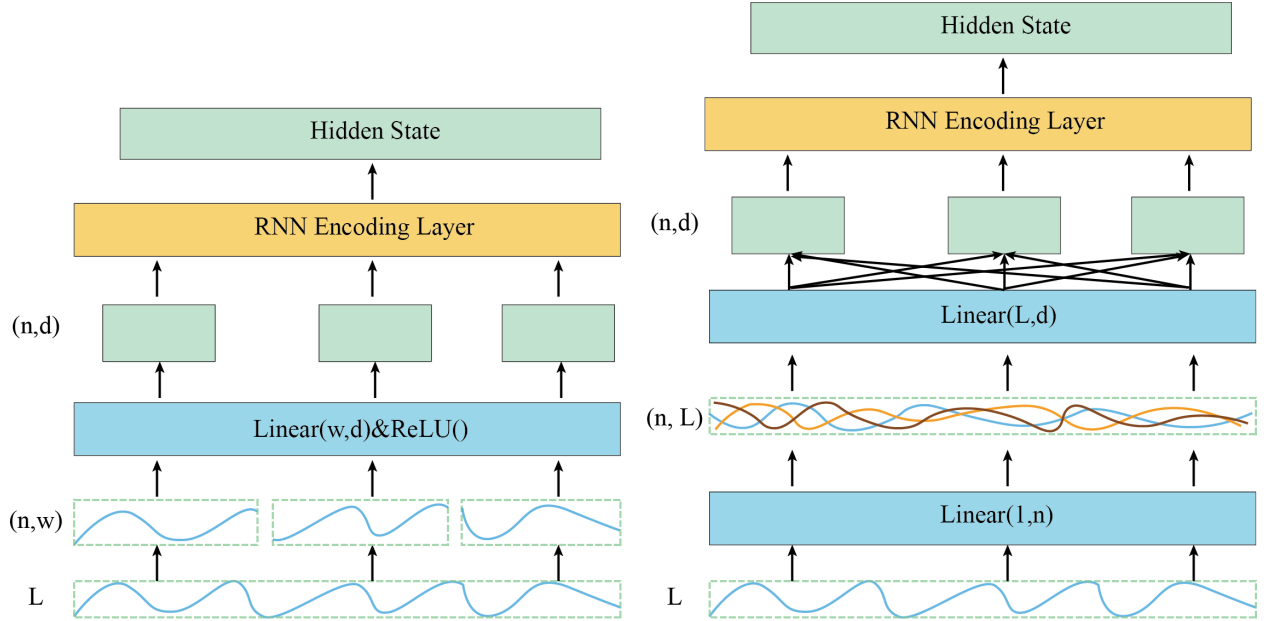 Hidden State
RNN Encoding Layer
(n,d)
Linear(w,d)&ReLU()
(n,w)
L
Hidden State
RNN Encoding Layer
(n,d)
Linear(L,d)
(n, L)
Linear(1,n)
L